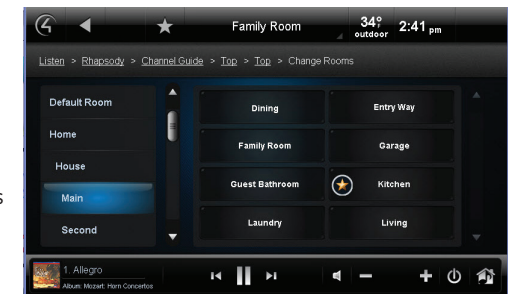 Family Room
34° outdoor
2:41 pm
Listen > Rhapsody > Channel Guide > Top > Top > Change Rooms
Default Room
Home
House
Main
Second
Dining
Entry Way
Family Room
Garage
Guest Bathroom
Kitchen
Laundry
Living
1. Allegro
Album: Mozart: Horn Concertos
s